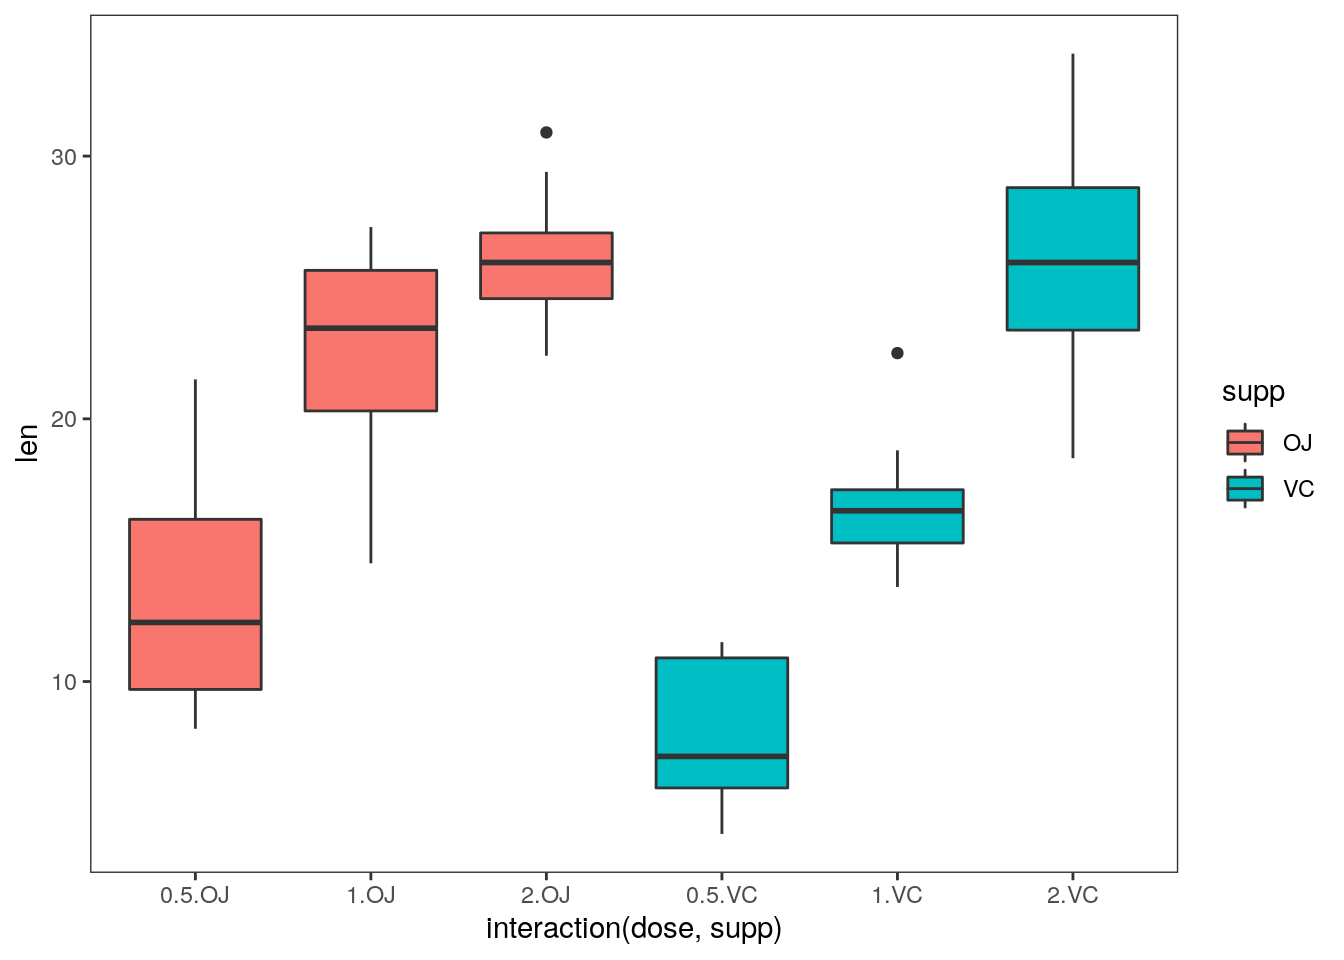 30
20
10
len
0.5.OJ 1.OJ 2.OJ 0.5.VC 1.VC 2.VC
interaction(dose, supp)
supp
OJ
VC